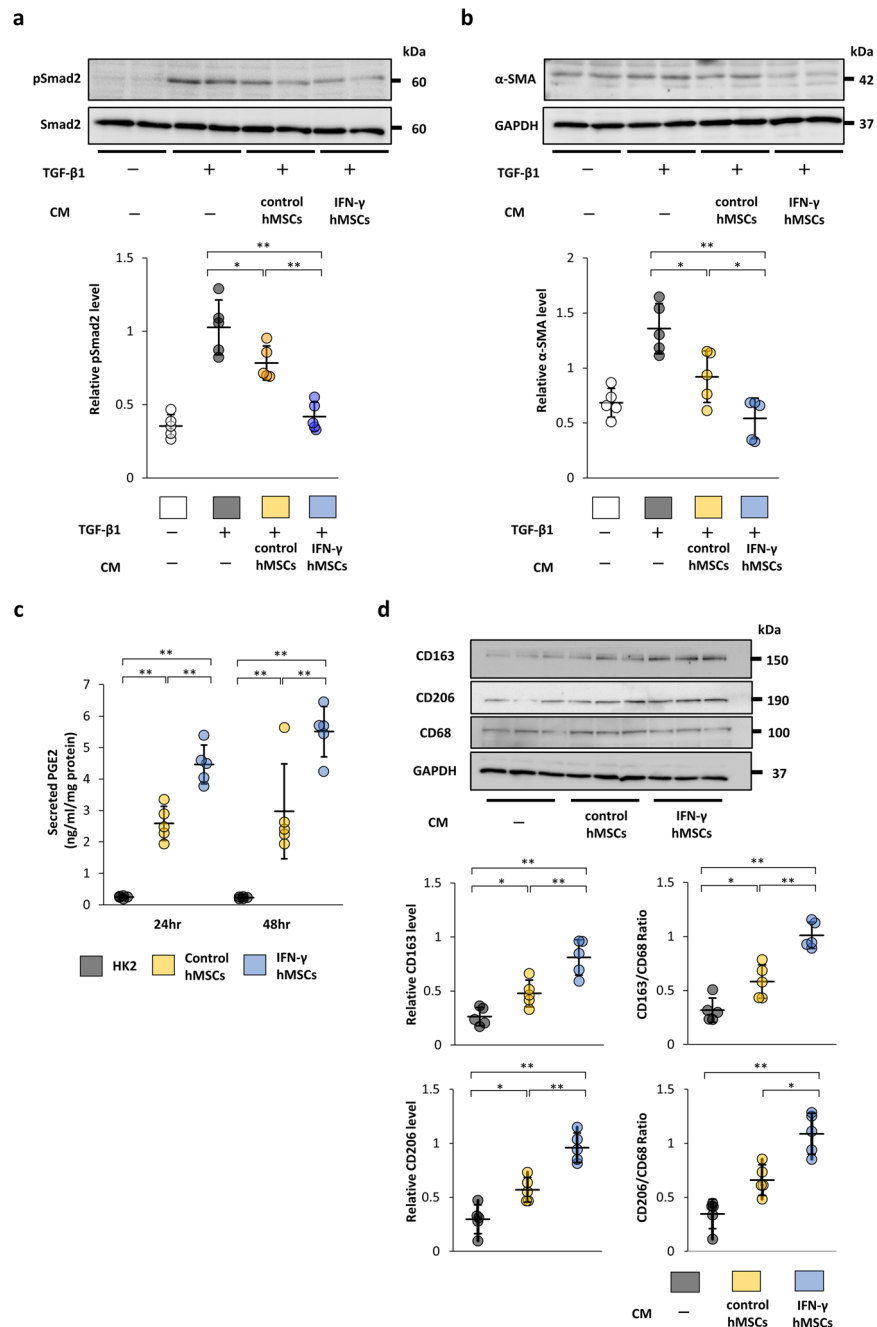 a
kDa
pSmad2
60
Smad2
60
TGF-β1 – + + +
CM – – control hMSCs IFN-γ hMSCs
**
* **
Relative pSmad2 level
1.5
1
0.5
0
TGF-β1 – + + +
CM – – control hMSCs IFN-γ hMSCs
b
kDa
α-SMA
42
GAPDH
37
TGF-β1 – + + +
CM – – control hMSCs IFN-γ hMSCs
**
* *
Relative α-SMA level
2
1.5
1
0.5
0
TGF-β1 – + + +
CM – – control hMSCs IFN-γ hMSCs
c
** **
** ** ** **
Secreted PGE2
(ng/ml/mg protein)
7
6
5
4
3
2
1
0
24hr 48hr
HK2 Control hMSCs IFN-γ hMSCs
d
kDa
CD163
150
CD206
190
CD68
100
GAPDH
37
CM – control hMSCs IFN-γ hMSCs
**
* **
Relative CD163 level
1.5
1
0.5
0
**
* **
CD163/CD68 Ratio
1.5
1
0.5
0
**
* **
Relative CD206 level
1.5
1
0.5
0
**
*
CD206/CD68 Ratio
1.5
1
0.5
0
CM – control hMSCs IFN-γ hMSCs